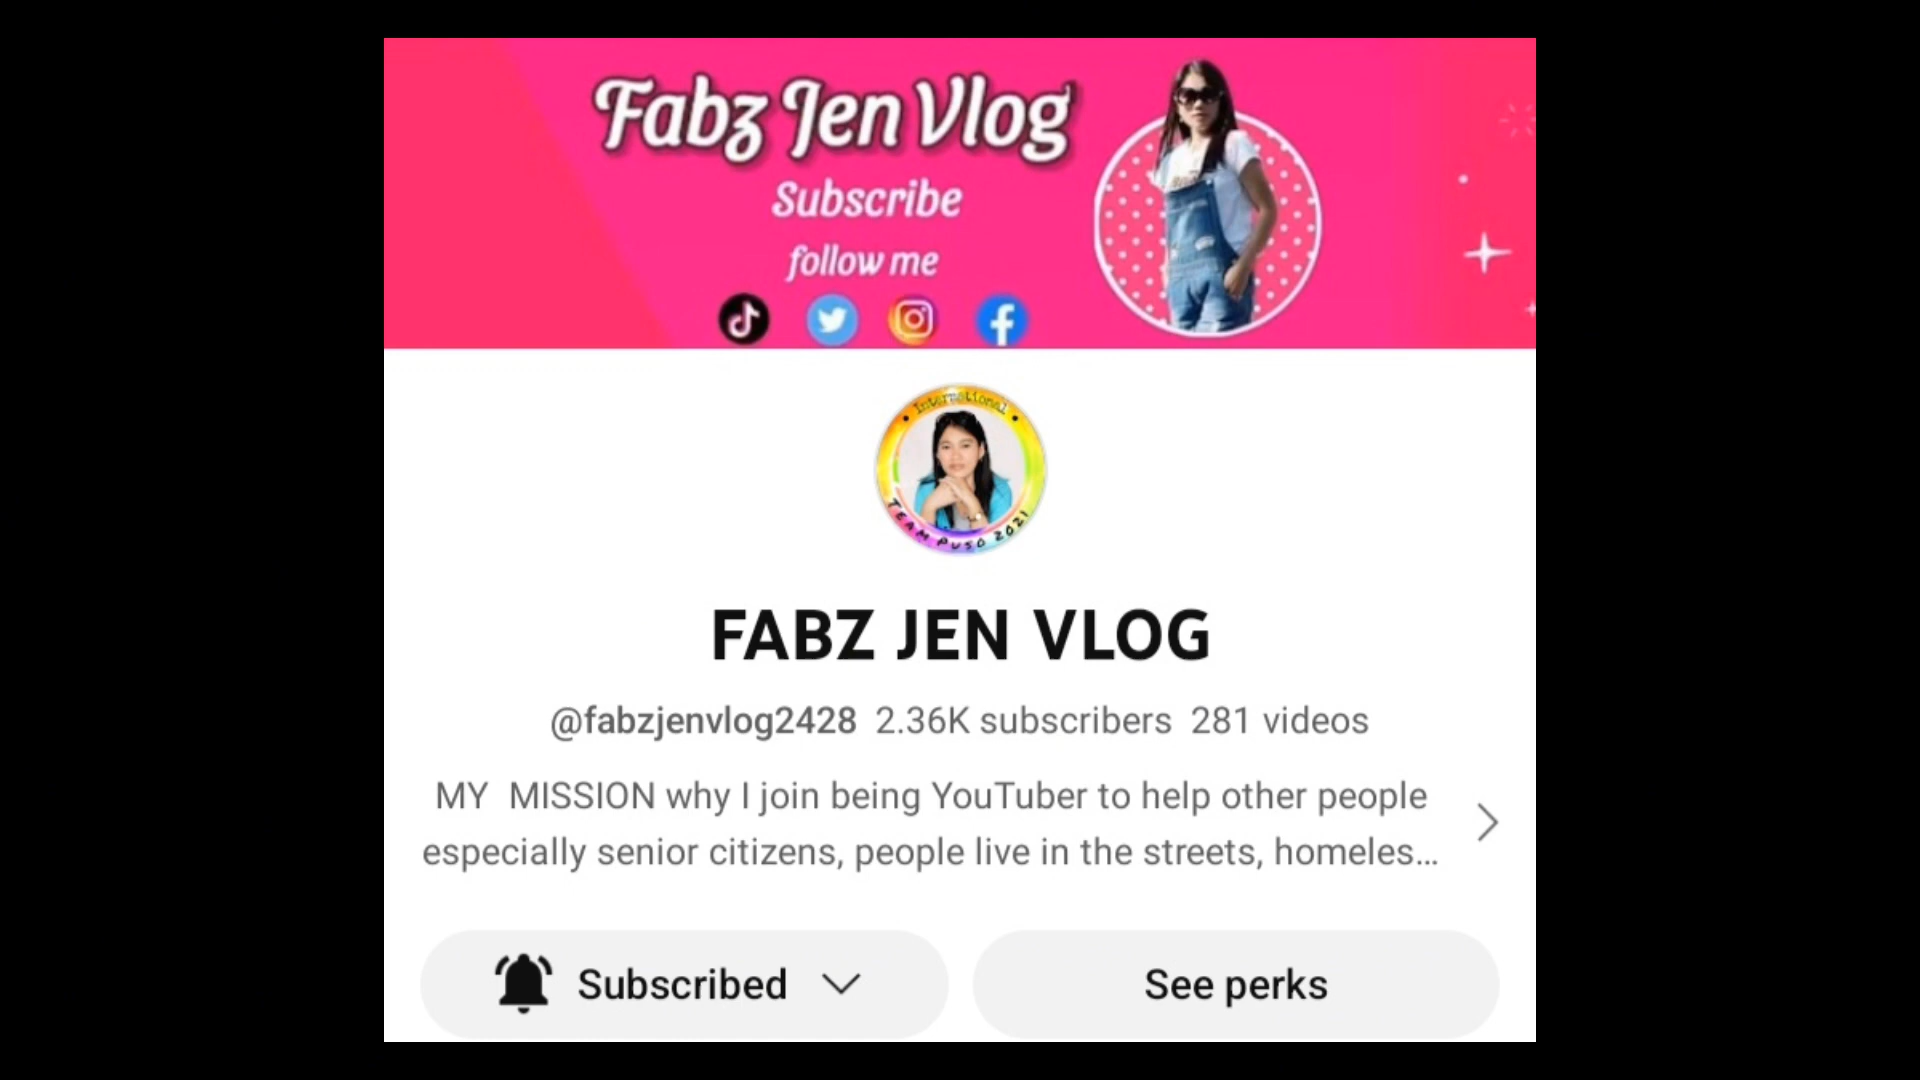 Fabz Jen Vlog
Subscribe
follow me
International
TEAM PUSO 2021
FABZ JEN VLOG
@fabzjenvlog2428 2.36K subscribers 281 videos
MY MISSION why I join being YouTuber to help other people
especially senior citizens, people live in the streets, homeles...
Subscribed
See perks